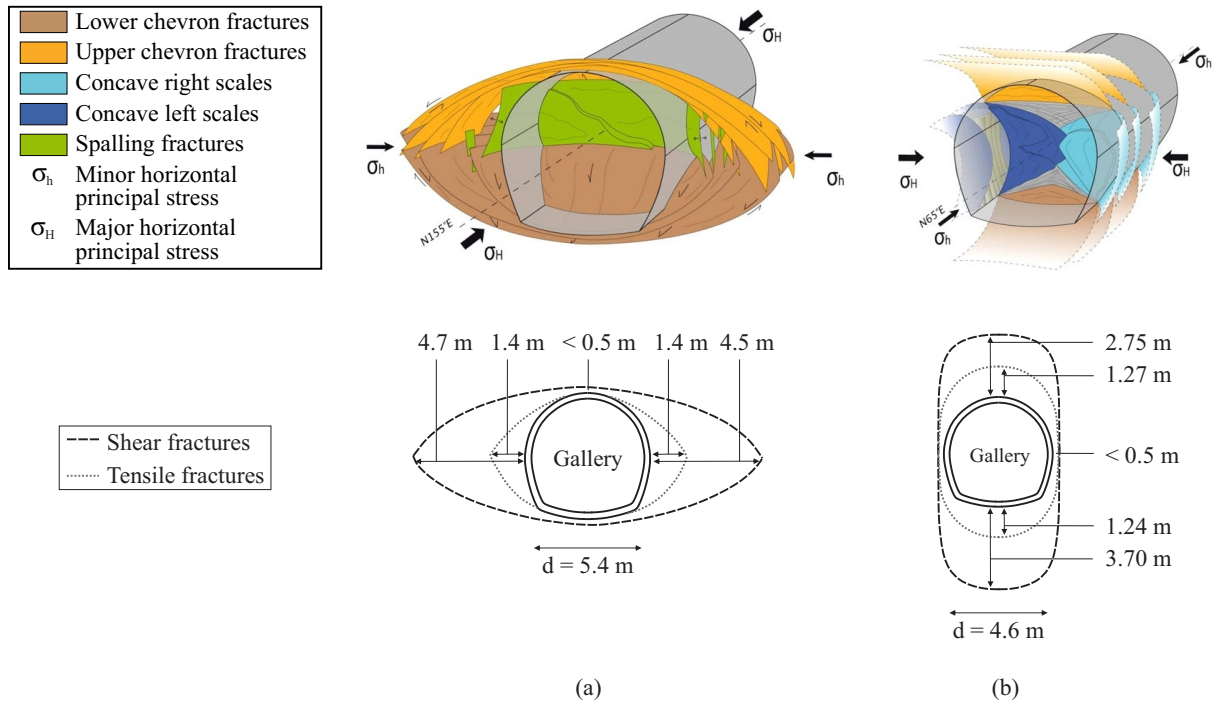 Lower chevron fractures
Upper chevron fractures
Concave right scales
Concave left scales
Spalling fractures
σh Minor horizontal
principal stress
σH Major horizontal
principal stress
σH
σh
σh
N155°E
σH
σh
σH
σH
N65°E
σh
4.7 m 1.4 m < 0.5 m 1.4 m 4.5 m
Gallery
d = 5.4 m
Shear fractures
Tensile fractures
2.75 m
1.27 m
Gallery
< 0.5 m
1.24 m
3.70 m
d = 4.6 m
(a)
(b)